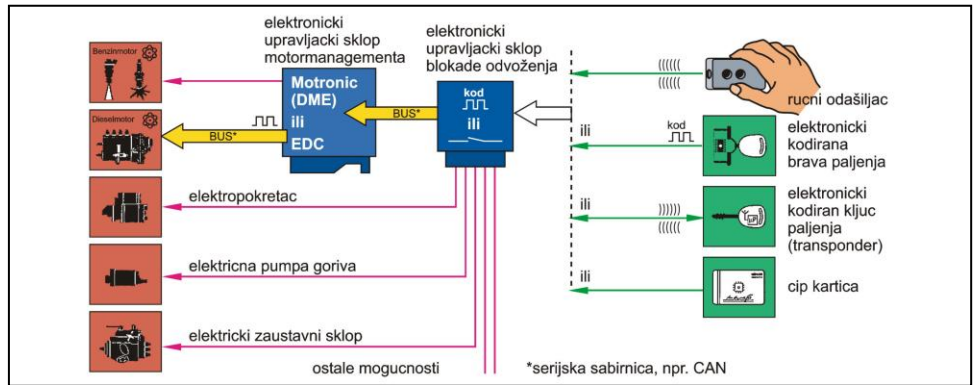 elektronicki
upravljacki sklop
motormanagementa
elektronicki
upravljacki sklop
blokade odvoženja
Benzinmotor
Motronic
(DME)
ili
EDC
kod
ili
BUS*
BUS*
Dieselmotor
rucni odašiljac
ili
kod
elektronicki
kodirana
brava paljenja
elektropokretac
ili
elektronicki
kodiran kljuc
paljenja
(transponder)
elektricna pumpa goriva
ili
cip kartica
elektricki zaustavni sklop
ostale mogucnosti
*serijska sabirnica, npr. CAN